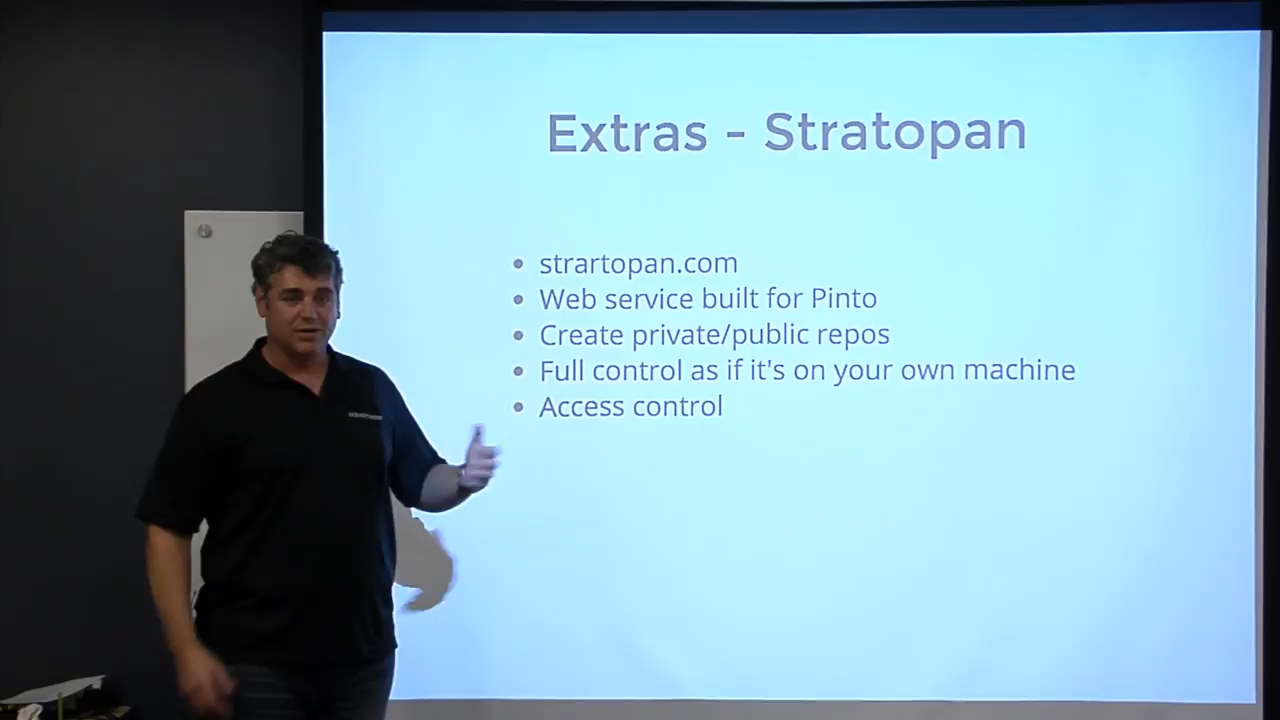 Extras - Stratopan
strartopan.com
Web service built for Pinto
Create private/public repos
Full control as if it's on your own machine
Access control